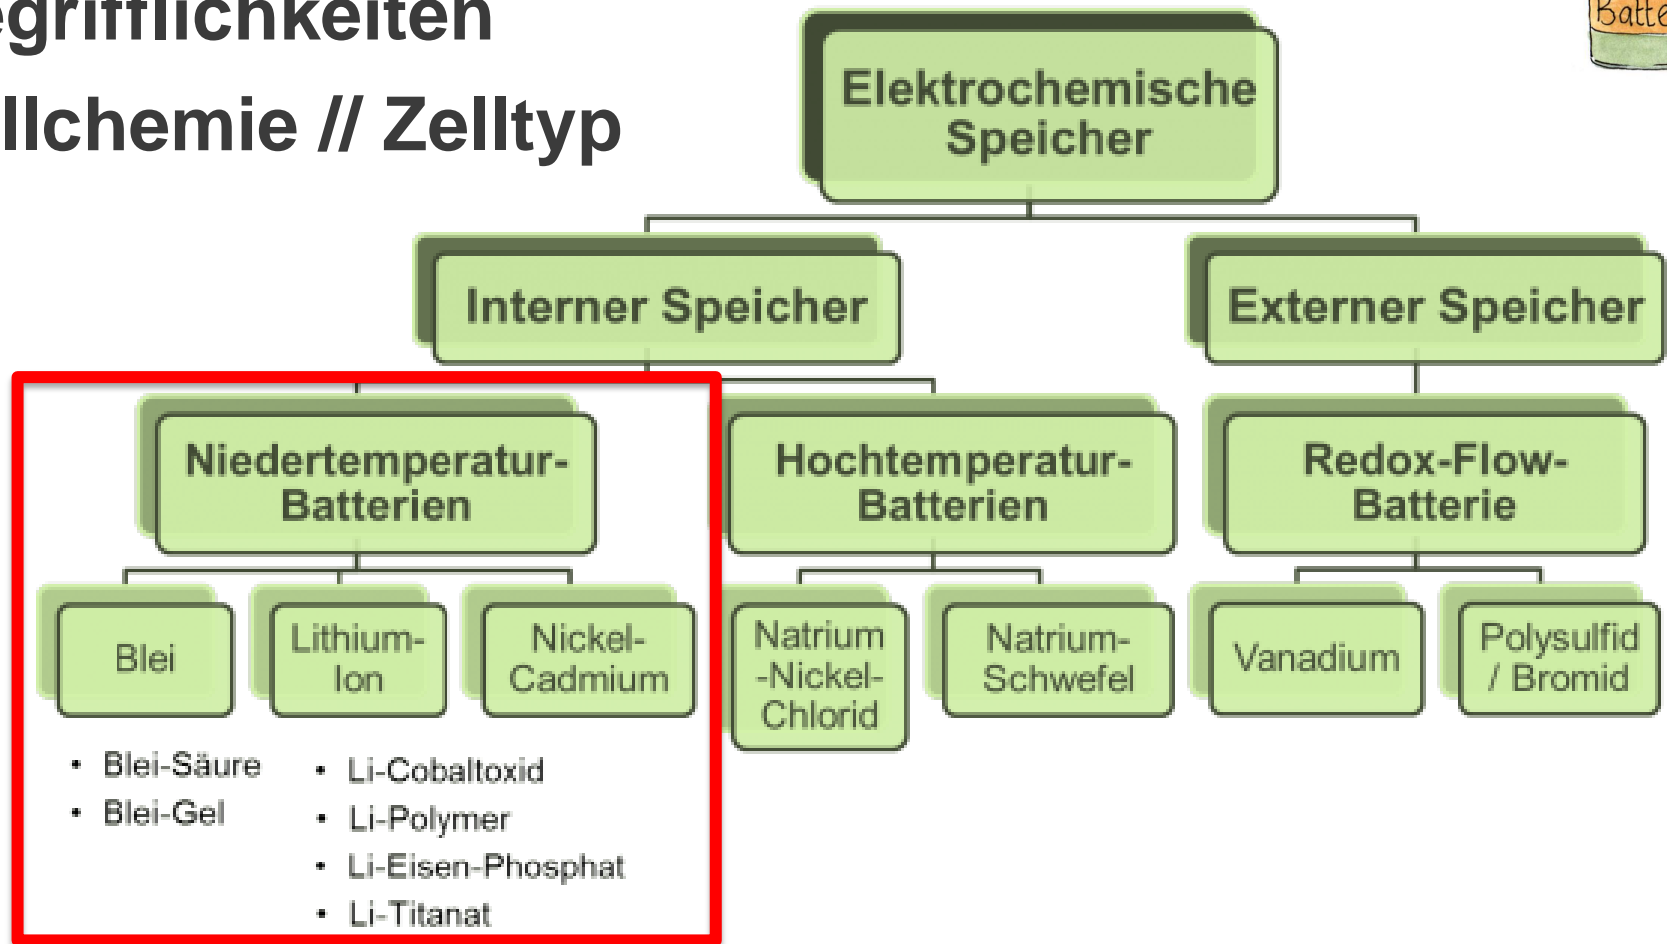 egrifflichkeiten
llchemie // Zelltyp
Batte
Elektrochemische
Speicher
Interner Speicher
Externer Speicher
Niedertemperatur-
Batterien
Hochtemperatur-
Batterien
Redox-Flow-
Batterie
Blei
Lithium-
Ion
Nickel-
Cadmium
Natrium
-Nickel-
Chlorid
Natrium-
Schwefel
Vanadium
Polysulfid
/ Bromid
• Blei-Säure
• Blei-Gel
• Li-Cobaltoxid
• Li-Polymer
• Li-Eisen-Phosphat
• Li-Titanat